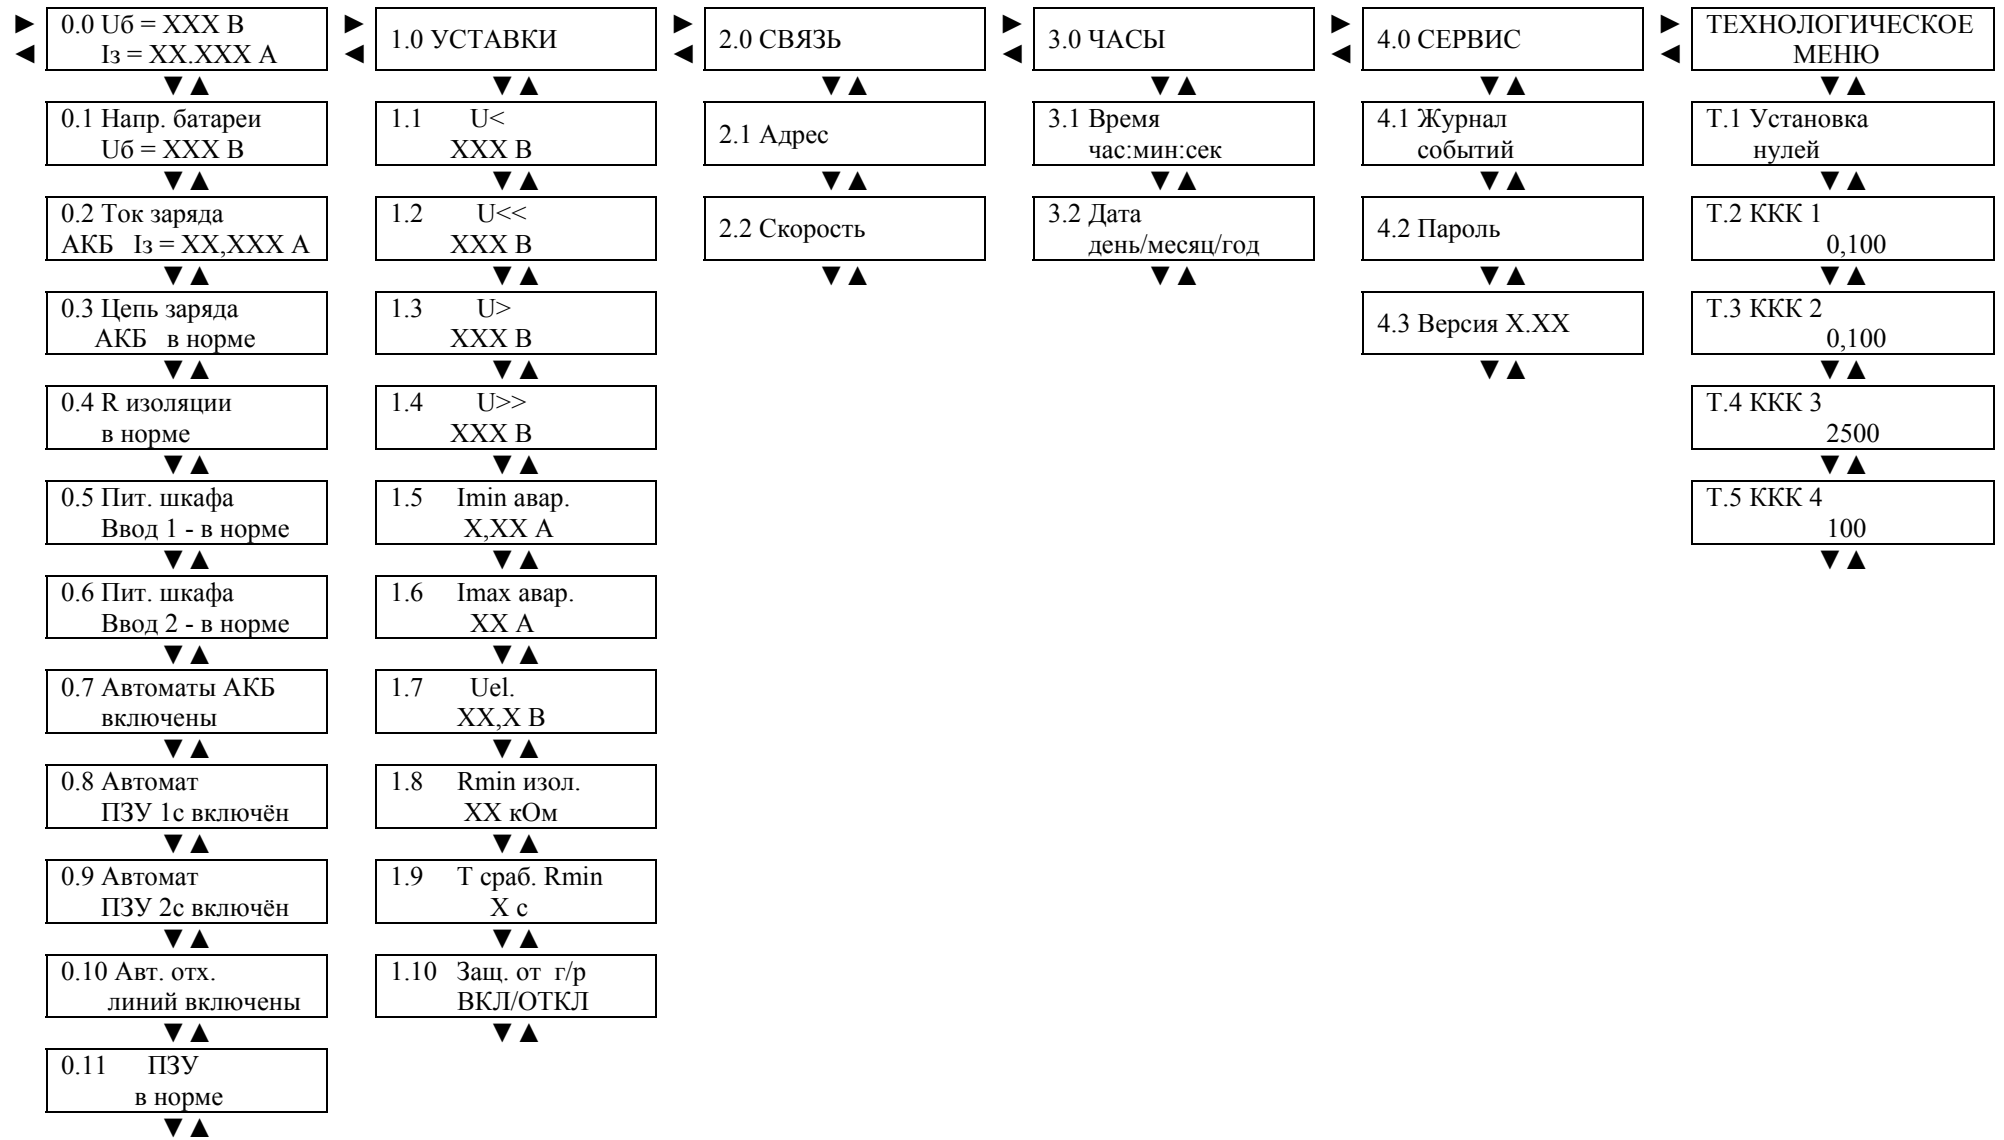 0.0 Uб = XXX В
Iз = XX.XXX А
0.1 Напр. батареи
Uб = XXX В
0.2 Ток заряда
АКБ Iз = XX,XXX А
0.3 Цепь заряда
АКБ в норме
0.4 R изоляции
в норме
0.5 Пит. шкафа
Ввод 1 - в норме
0.6 Пит. шкафа
Ввод 2 - в норме
0.7 Автоматы АКБ
включены
0.8 Автомат
ПЗУ 1с включён
0.9 Автомат
ПЗУ 2с включён
0.10 Авт. отх.
линий включены
0.11 ПЗУ
в норме
1.0 УСТАВКИ
1.1 U<
XXX В
1.2 U<<
XXX В
1.3 U>
XXX В
1.4 U>>
XXX В
1.5 Imin авар.
X,XX А
1.6 Imax авар.
XX А
1.7 Uel.
XX,X В
1.8 Rmin изол.
XX кОм
1.9 T сраб. Rmin
X с
1.10 Защ. от г/р
ВКЛ/ОТКЛ
2.0 СВЯЗЬ
2.1 Адрес
2.2 Скорость
3.0 ЧАСЫ
3.1 Время
час:мин:сек
3.2 Дата
день/месяц/год
4.0 СЕРВИС
4.1 Журнал
событий
4.2 Пароль
4.3 Версия X.XX
ТЕХНОЛОГИЧЕСКОЕ
МЕНЮ
Т.1 Установка
нулей
Т.2 ККК 1
0,100
Т.3 ККК 2
0,100
Т.4 ККК 3
2500
Т.5 ККК 4
100